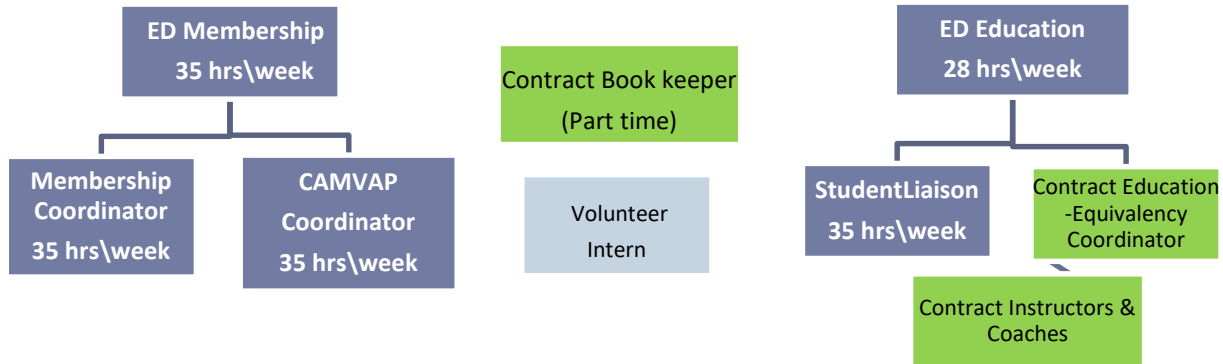 ED Membership
35 hrs\week
Membership
Coordinator
35 hrs\week
CAMVAP
Coordinator
35 hrs\week
Contract Book keeper
(Part time)
Volunteer
Intern
ED Education
28 hrs\week
StudentLiaison
35 hrs\week
Contract Education
-Equivalency
Coordinator
Contract Instructors &
Coaches